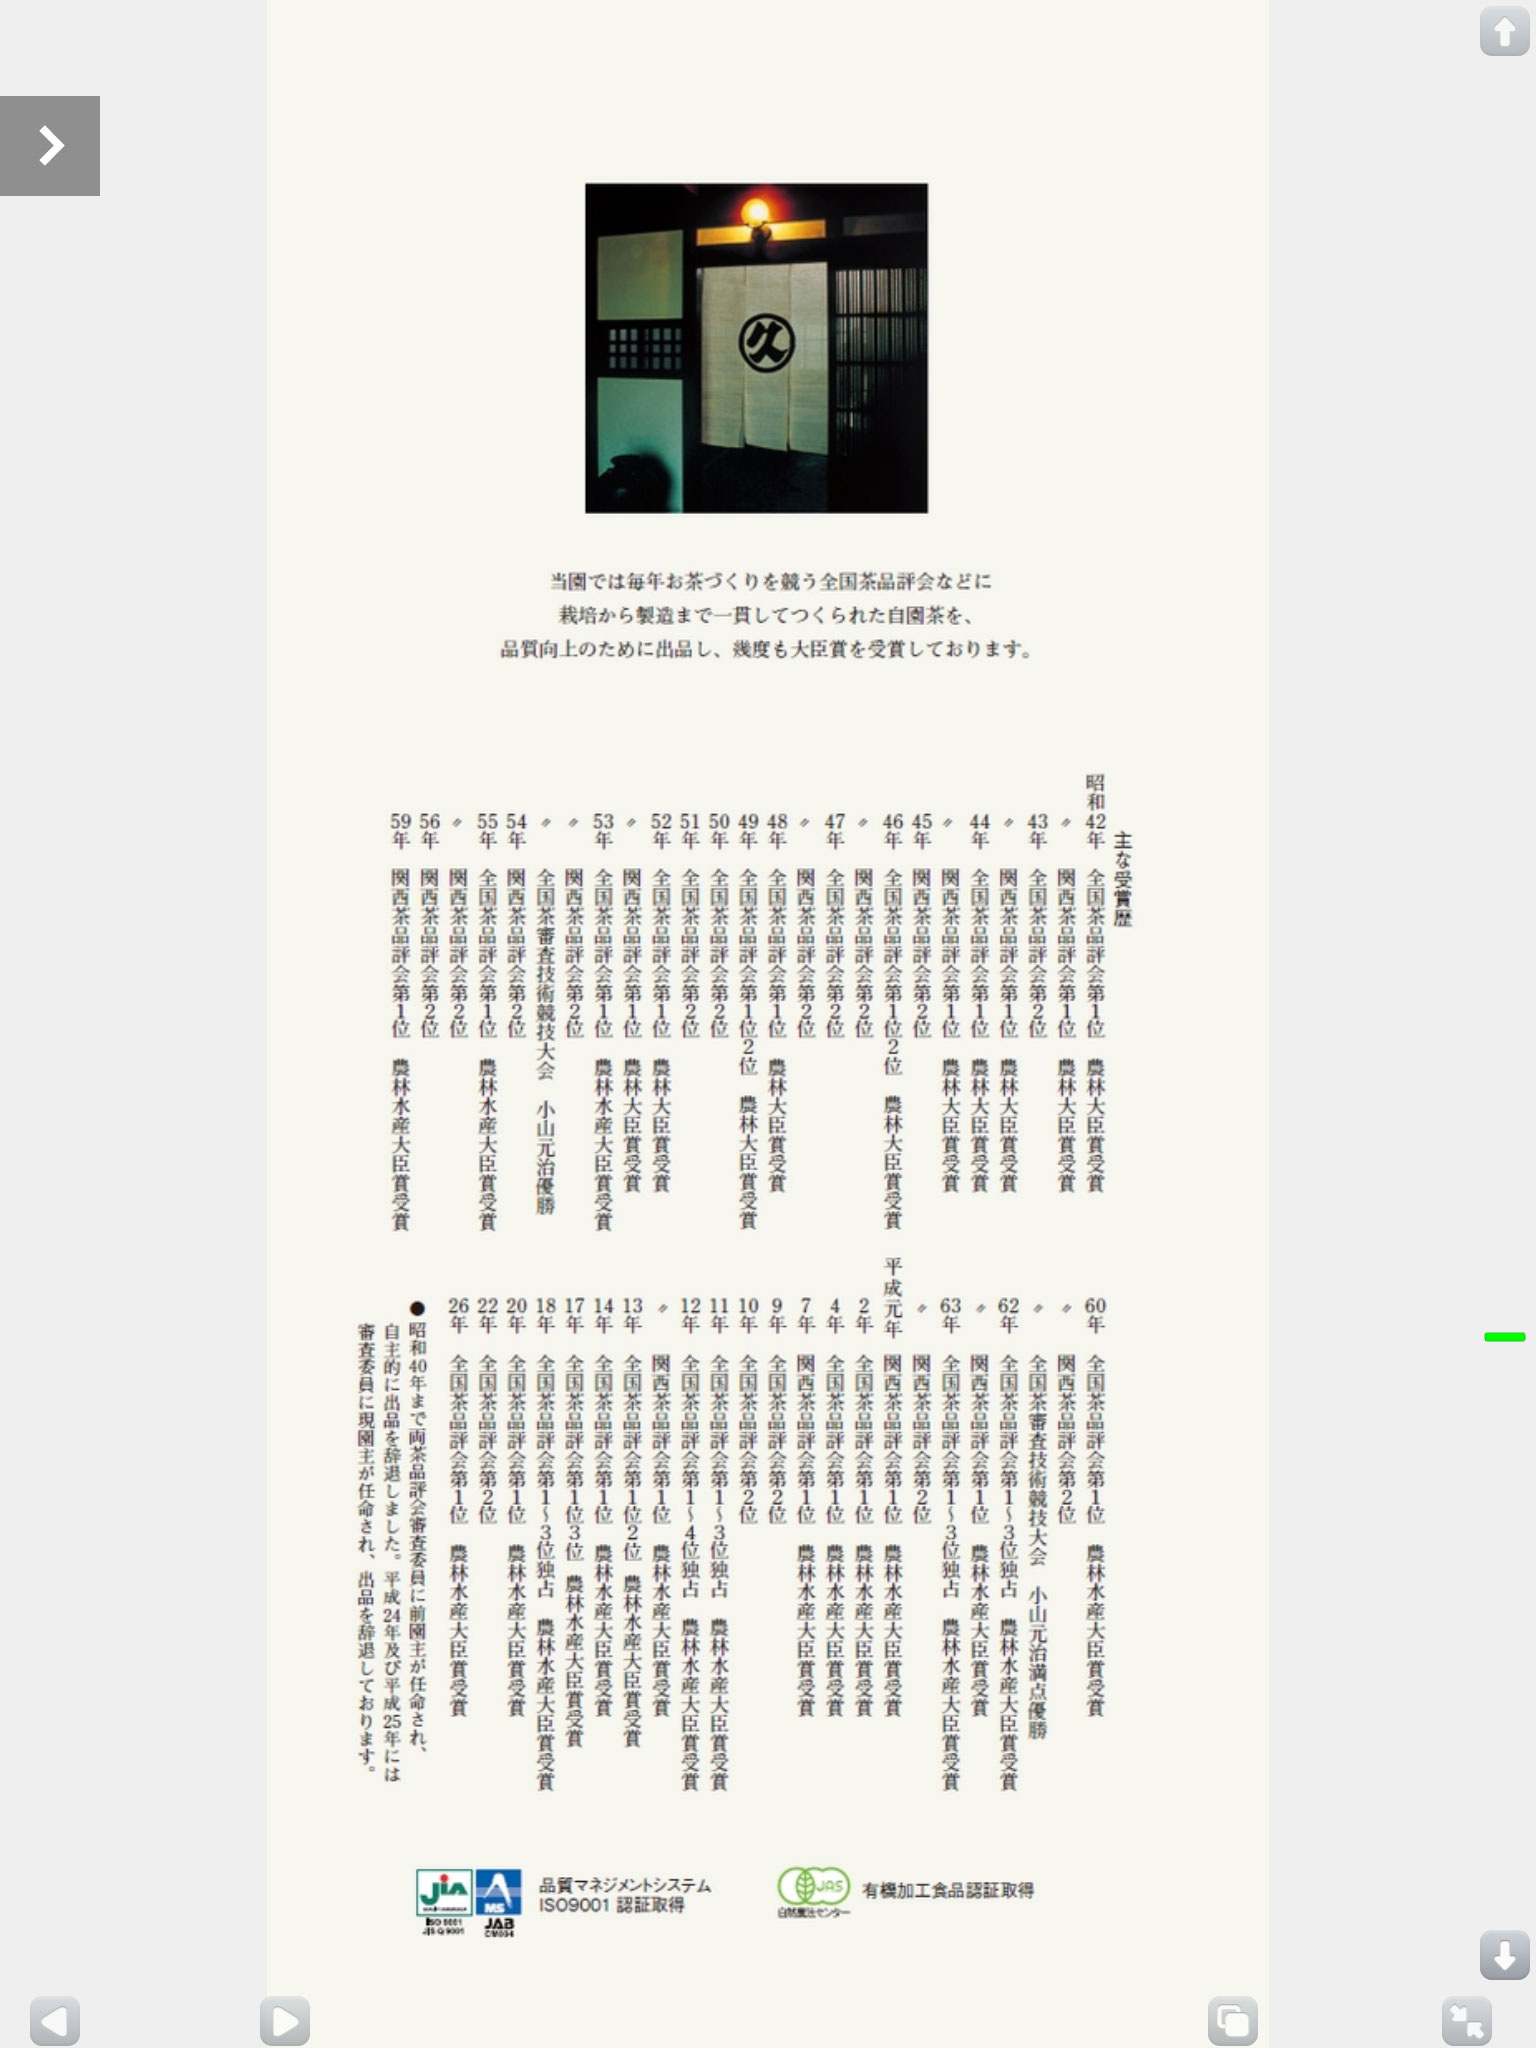 久
当園では毎年お茶づくりを競う全国茶品評会などに
栽培から製造まで一貫してつくられた自園茶を、
品質向上のために出品し、幾度も大臣賞を受賞しております。
主な受賞歴
昭和42年 全国茶品評会第1位 農林大臣賞受賞
〃 関西茶品評会第1位 農林大臣賞受賞
43年 全国茶品評会第2位
〃 関西茶品評会第1位 農林大臣賞受賞
44年 全国茶品評会第1位 農林大臣賞受賞
〃 関西茶品評会第1位 農林大臣賞受賞
45年 関西茶品評会第2位
46年 全国茶品評会第1位2位 農林大臣賞受賞
〃 関西茶品評会第2位
47年 全国茶品評会第2位
〃 関西茶品評会第2位
48年 全国茶品評会第1位 農林大臣賞受賞
49年 全国茶品評会第1位2位 農林大臣賞受賞
50年 全国茶品評会第2位
51年 全国茶品評会第2位
52年 全国茶品評会第1位 農林大臣賞受賞
〃 関西茶品評会第1位 農林大臣賞受賞
53年 全国茶品評会第1位 農林水産大臣賞受賞
〃 関西茶品評会第2位
〃 全国茶審査技術競技大会 小山元治優勝
54年 関西茶品評会第2位
55年 全国茶品評会第1位 農林水産大臣賞受賞
〃 関西茶品評会第2位
56年 関西茶品評会第2位
59年 関西茶品評会第1位 農林水産大臣賞受賞
60年 全国茶品評会第1位 農林水産大臣賞受賞
〃 関西茶品評会第2位
〃 全国茶審査技術競技大会 小山元治満点優勝
62年 全国茶品評会第1〜3位独占 農林水産大臣賞受賞
〃 関西茶品評会第1位 農林水産大臣賞受賞
63年 全国茶品評会第1〜3位独占 農林水産大臣賞受賞
〃 関西茶品評会第2位
平成元年 関西茶品評会第1位 農林水産大臣賞受賞
2年 全国茶品評会第1位 農林水産大臣賞受賞
4年 全国茶品評会第1位 農林水産大臣賞受賞
7年 関西茶品評会第1位 農林水産大臣賞受賞
9年 全国茶品評会第2位
10年 全国茶品評会第2位
11年 全国茶品評会第1〜3位独占 農林水産大臣賞受賞
12年 全国茶品評会第1〜4位独占 農林水産大臣賞受賞
〃 関西茶品評会第1位 農林水産大臣賞受賞
13年 全国茶品評会第1位2位 農林水産大臣賞受賞
14年 全国茶品評会第1位 農林水産大臣賞受賞
17年 全国茶品評会第1位3位 農林水産大臣賞受賞
18年 全国茶品評会第1〜3位独占 農林水産大臣賞受賞
20年 全国茶品評会第1位 農林水産大臣賞受賞
22年 全国茶品評会第2位
26年 全国茶品評会第1位 農林水産大臣賞受賞
●昭和40年まで両茶品評会審査委員に前園主が任命され、
自主的に出品を辞退しました。平成24年及び平成25年には
審査委員に現園主が任命され、出品を辞退しております。
JIA
ISO 9001
JIS Q 9001
MS
JAB
CM004
品質マネジメントシステム
ISO9001 認証取得
JAS
自然農法センター
有機加工食品認証取得